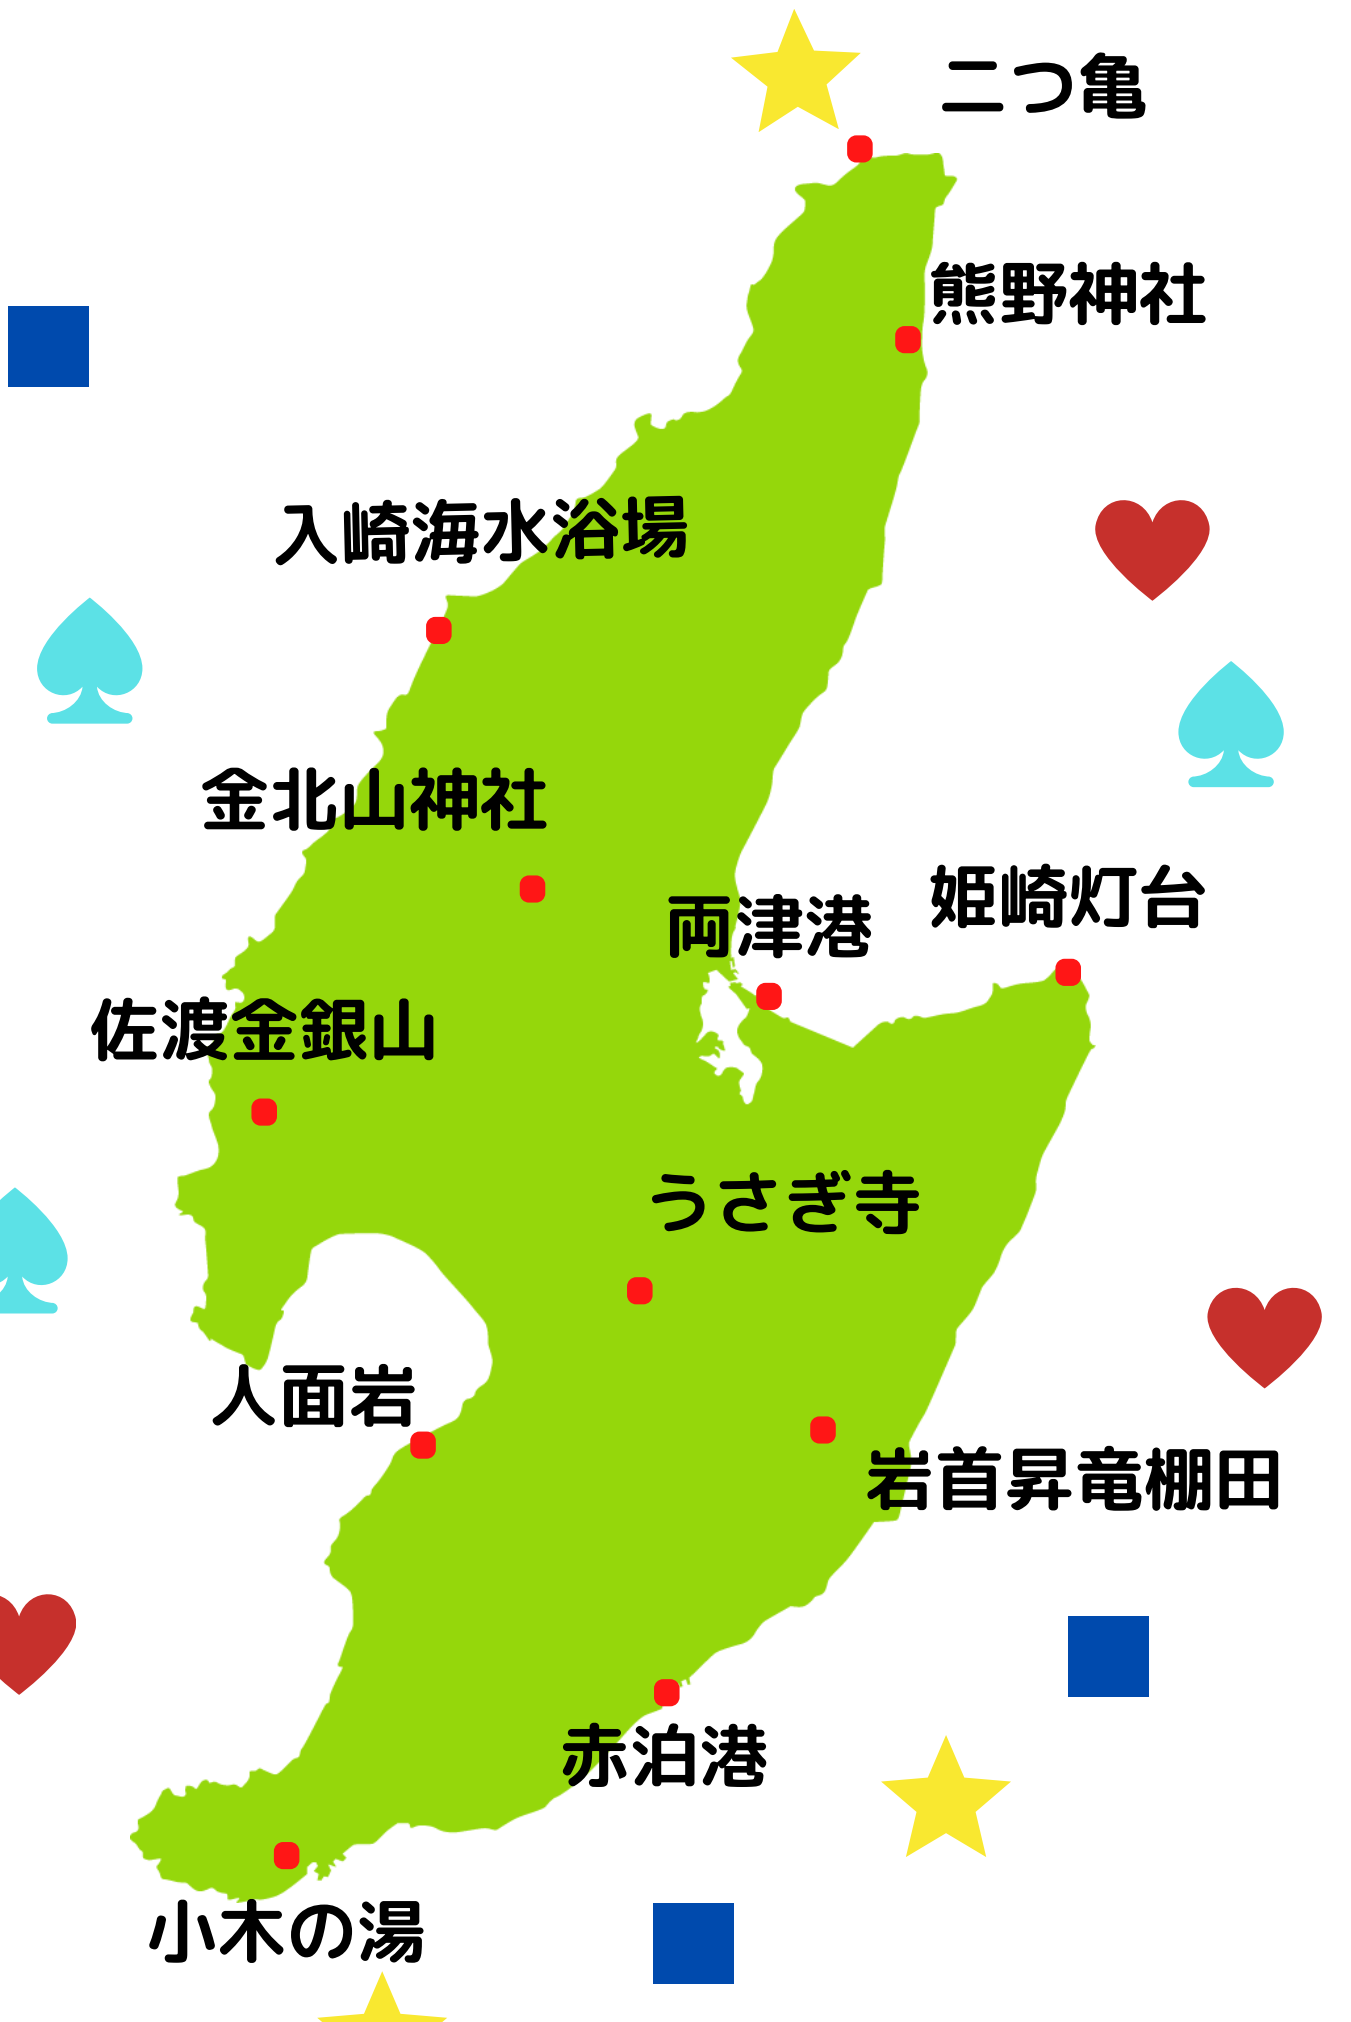 二つ亀
熊野神社
入崎海水浴場
金北山神社
姫崎灯台
両津港
佐渡金銀山
うさぎ寺
人面岩
岩首昇竜棚田
赤泊港
小木の湯